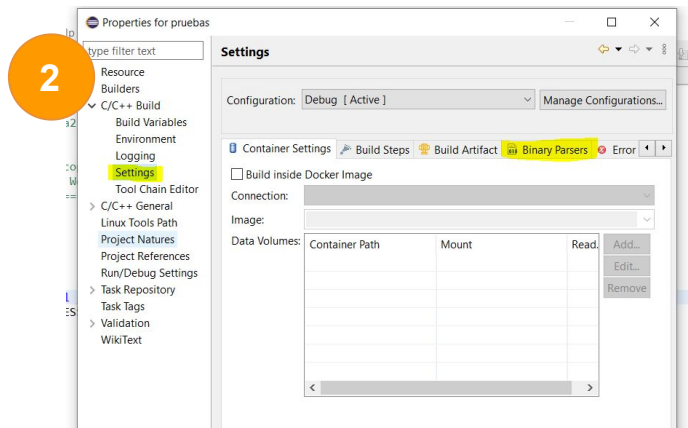 Properties for pruebas
type filter text
Settings
2
Resource
Builders
C/C++ Build
Build Variables
Environment
Logging
Settings
Tool Chain Editor
C/C++ General
Linux Tools Path
Project Natures
Project References
Run/Debug Settings
Task Repository
Task Tags
Validation
WikiText
Configuration: Debug [ Active ] Manage Configurations...
Container Settings Build Steps Build Artifact Binary Parsers Error
Build inside Docker Image
Connection:
Image:
Data Volumes: Container Path Mount Read. Add...
Edit...
Remove